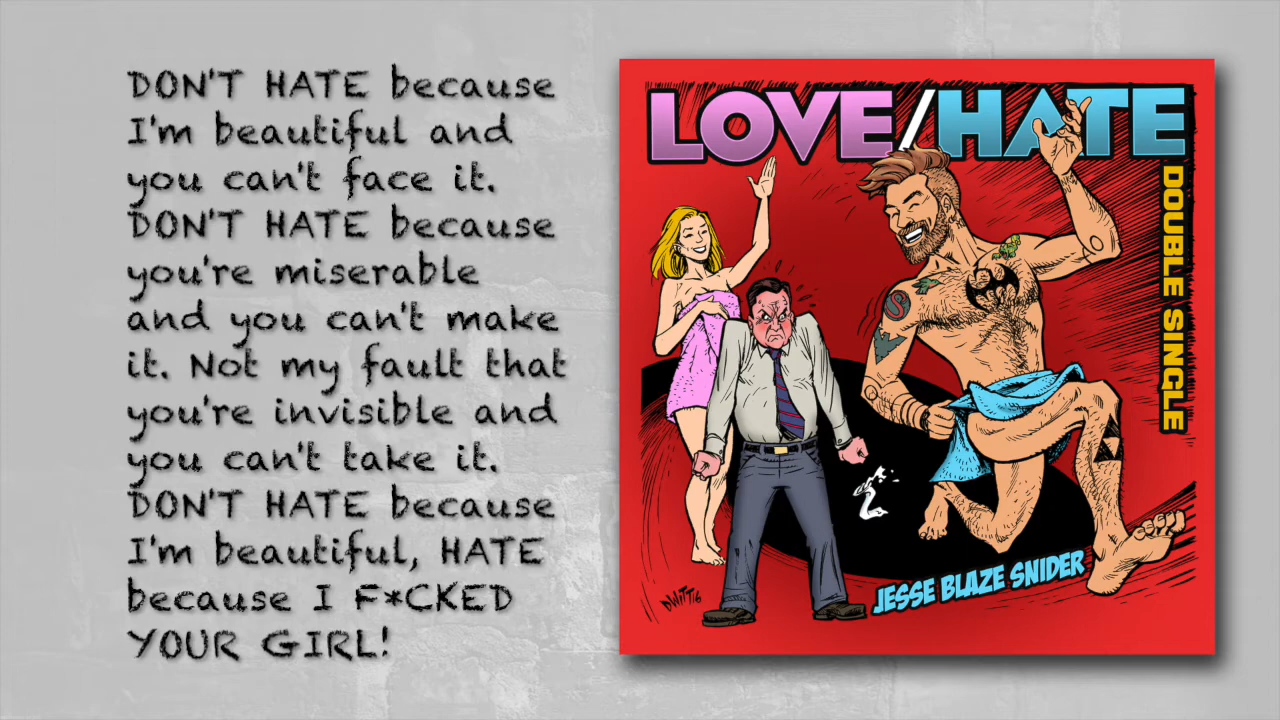 DON'T HATE because
I'm beautiful and
you can't face it.
DON'T HATE because
you're miserable
and you can't make
it. Not my fault that
you're invisible and
you can't take it.
DON'T HATE because
I'm beautiful, HATE
because I F*CKED
YOUR GIRL!
LOVE/HATE
DOUBLE SINGLE
JESSE BLAZE SNIDER
DWITT16